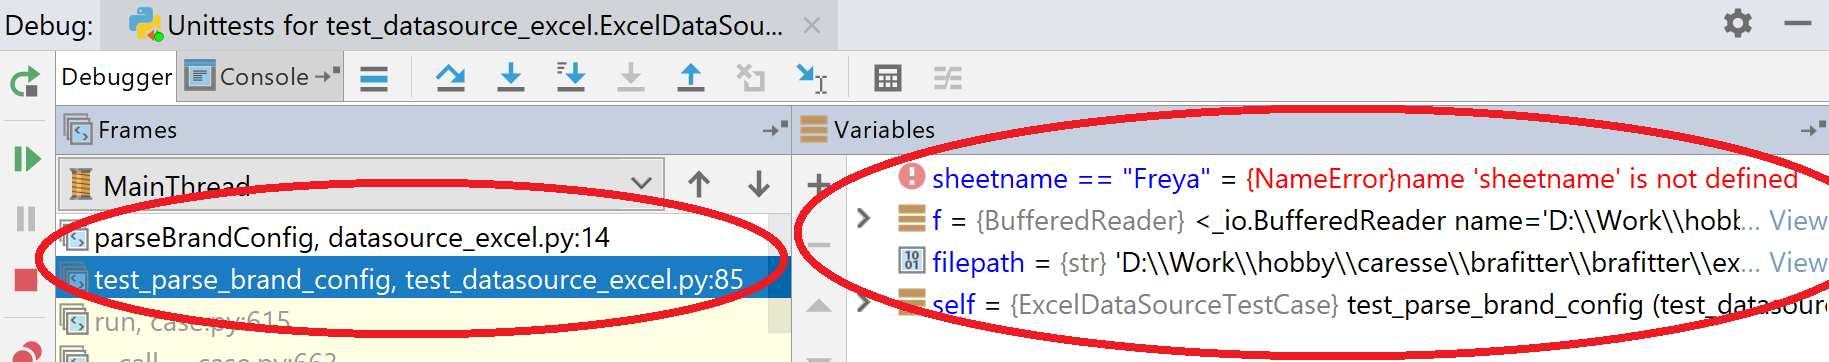 Debug: Unittests for test_datasource_excel.ExcelDataSou...
Debugger Console
Frames
Variables
MainThread
sheetname == "Freya" = {NameError}name 'sheetname' is not defined
parseBrandConfig, datasource_excel.py:14
f = {BufferedReader} <_io.BufferedReader name='D:\\Work\\hobb... View
test_parse_brand_config, test_datasource_excel.py:85
filepath = {str} 'D:\\Work\\hobby\\caresse\\brafitter\\brafitter\\ex... View
self = {ExcelDataSourceTestCase} test_parse_brand_config (test_datasour
run, case.py:615
call case.py:663